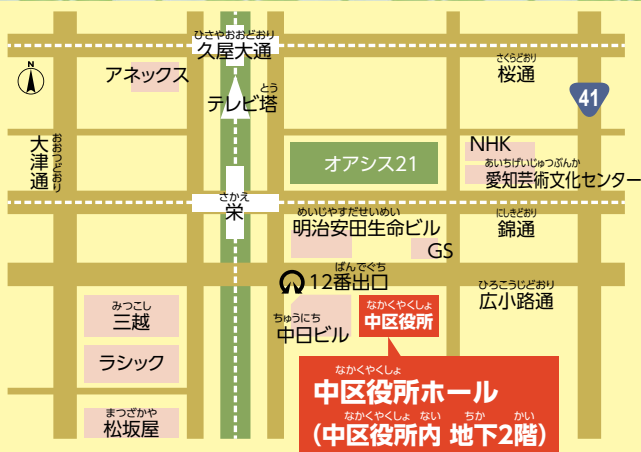 ひさやおおどおり
久屋大通
さくらどおり
桜通
N
アネックス
とう
テレビ塔
41
おおつどおり
大津通
オアシス21
NHK
あいちげいじゅつぶんか
愛知芸術文化センター
さかえ
栄
めいじやすだせいめい
明治安田生命ビル
にしきどおり
錦通
GS
ばんでぐち
12番出口
ひろこうじどおり
広小路通
みつこし
三越
ちゅうにち
中日ビル
なかくやくしょ
中区役所
ラシック
まつざかや
松坂屋
なかくやくしょ
中区役所ホール
なかくやくしょ ない ちか かい
(中区役所内 地下2階)